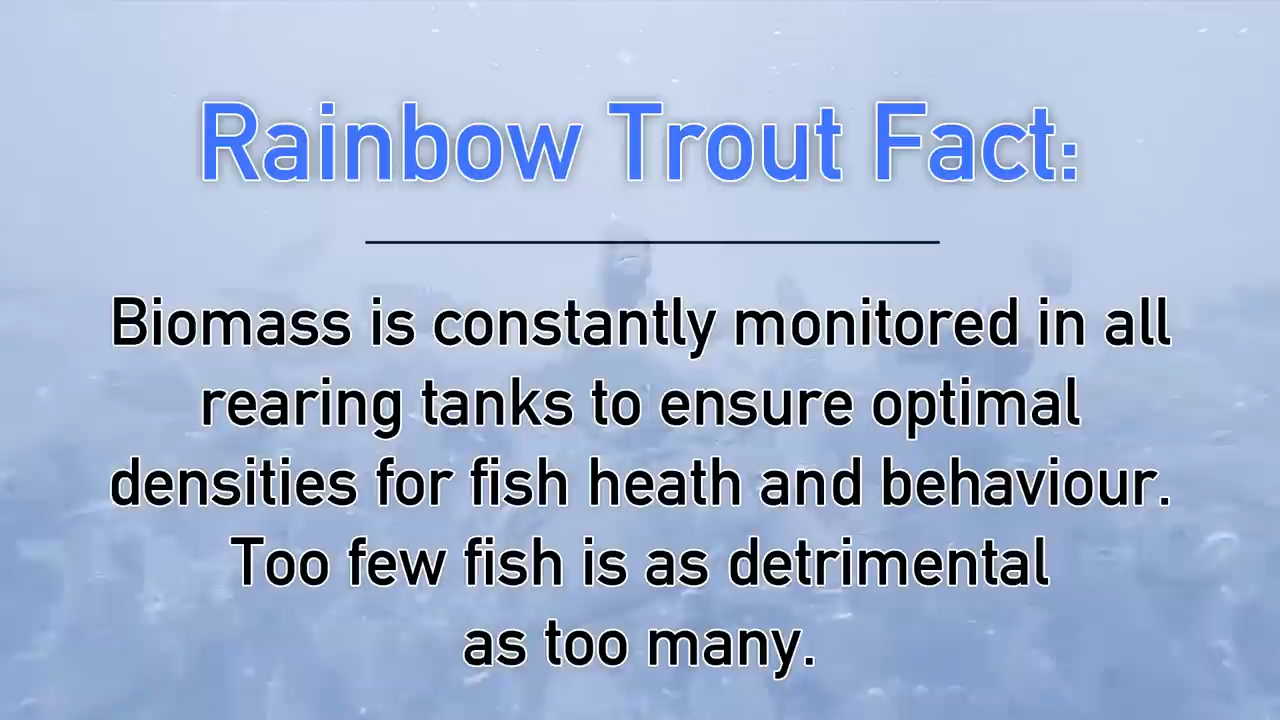 Rainbow Trout Fact:
Biomass is constantly monitored in all
rearing tanks to ensure optimal
densities for fish heath and behaviour.
Too few fish is as detrimental
as too many.